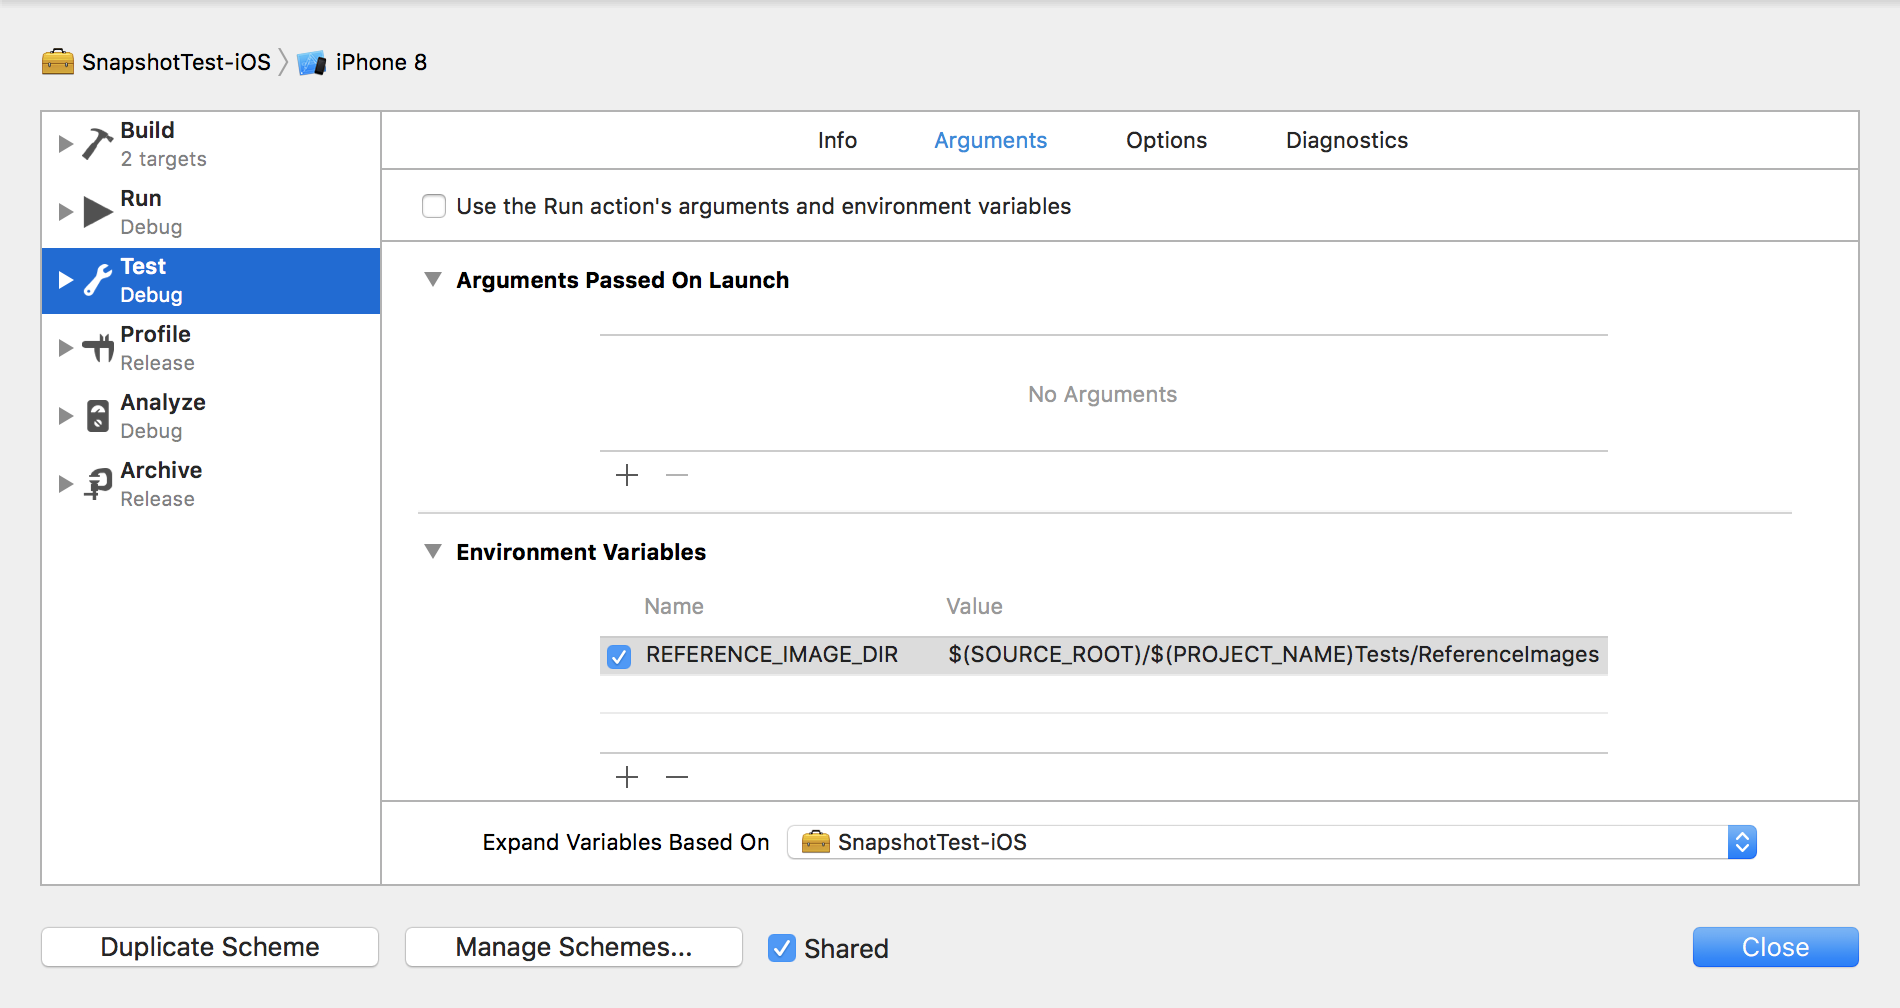 SnapshotTest-iOS iPhone 8
Build
2 targets
Run
Debug
Test
Debug
Profile
Release
Analyze
Debug
Archive
Release
Info Arguments Options Diagnostics
Use the Run action's arguments and environment variables
Arguments Passed On Launch
No Arguments
Environment Variables
Name Value
REFERENCE_IMAGE_DIR $(SOURCE_ROOT)/$(PROJECT_NAME)Tests/ReferenceImages
Expand Variables Based On SnapshotTest-iOS
Duplicate Scheme Manage Schemes... Shared Close